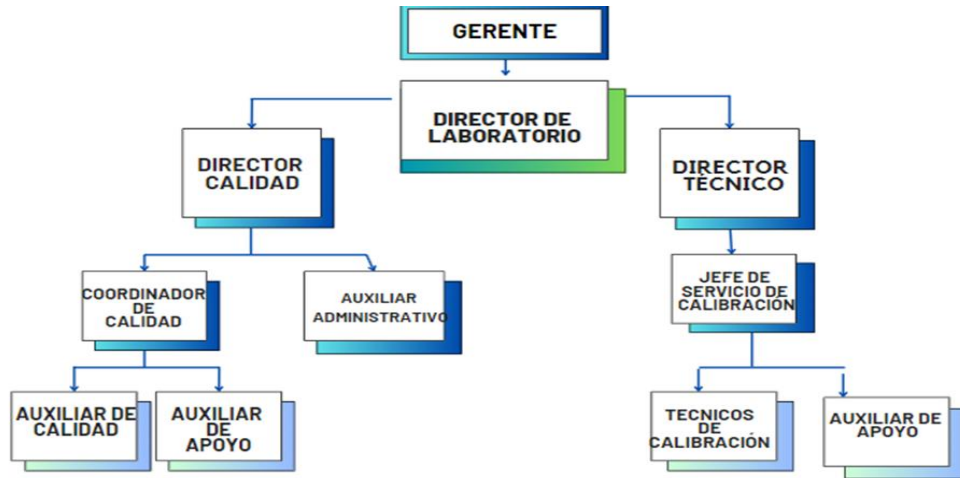 GERENTE
DIRECTOR DE
LABORATORIO
DIRECTOR
CALIDAD
DIRECTOR
TÉCNICO
COORDINADOR
DE
CALIDAD
AUXILIAR
ADMINISTRATIVO
JEFE DE
SERVICIO DE
CALIBRACIÓN
AUXILIAR DE
CALIDAD
AUXILIAR
DE
APOYO
TECNICOS
DE
CALIBRACIÓN
AUXILIAR DE
APOYO